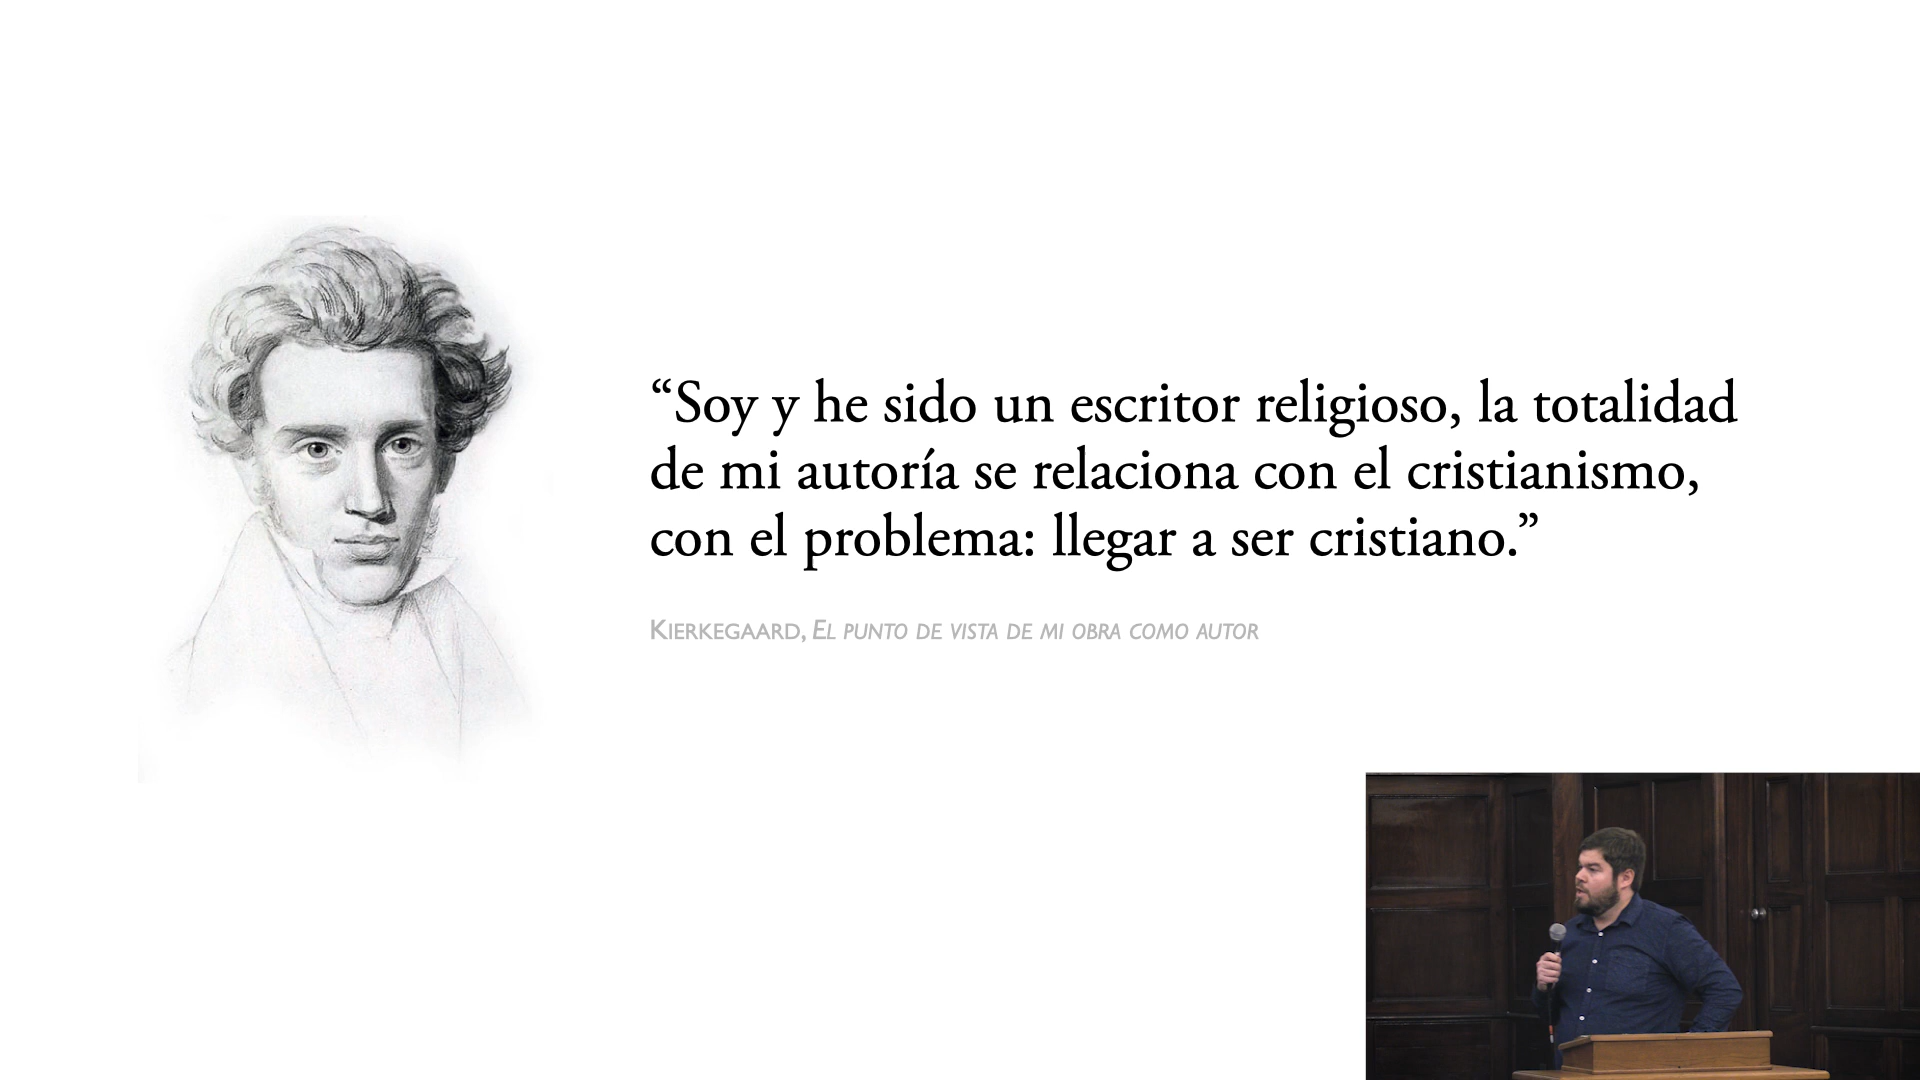 “Soy y he sido un escritor religioso, la totalidad
de mi autoría se relaciona con el cristianismo,
con el problema: llegar a ser cristiano.”
Kierkegaard, El punto de vista de mi obra como autor